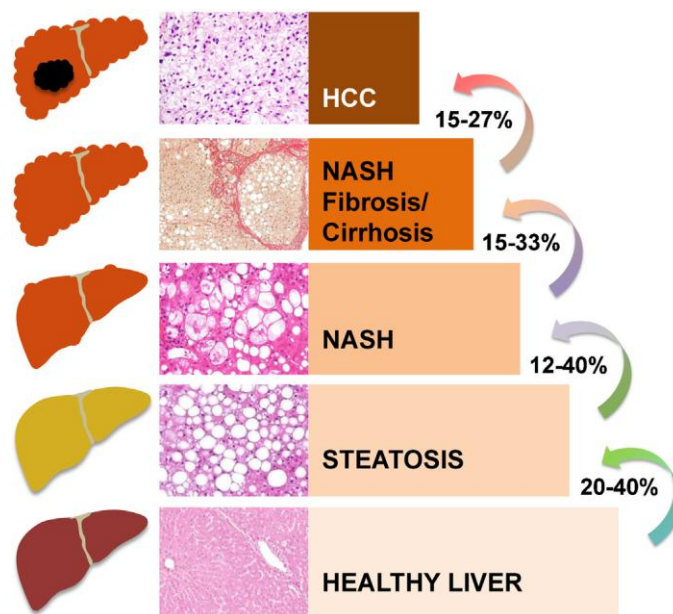 HCC
15-27%
NASH
Fibrosis/
Cirrhosis
15-33%
NASH
12-40%
STEATOSIS
20-40%
HEALTHY LIVER